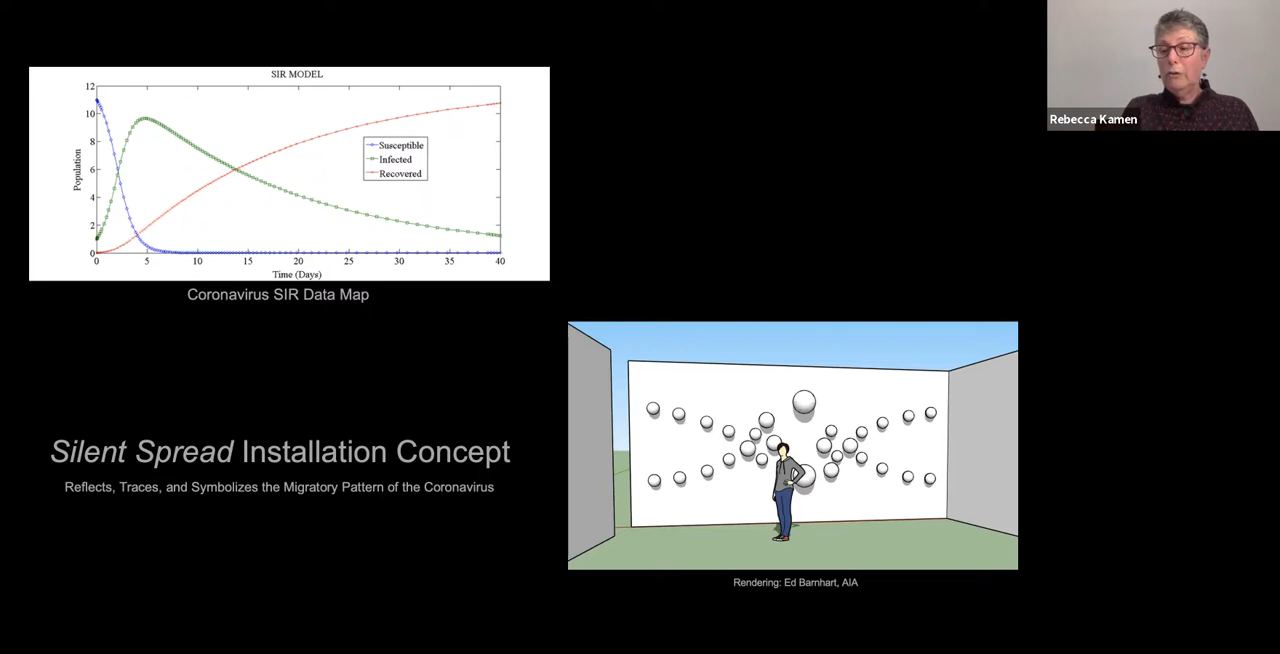 SIR MODEL
12
10
8
6
4
2
0
Population
Susceptible
Infected
Recovered
0 5 10 15 20 25 30 35 40
Time (Days)
Coronavirus SIR Data Map
Silent Spread Installation Concept
Reflects, Traces, and Symbolizes the Migratory Pattern of the Coronavirus
Rendering: Ed Barnhart, AIA
Rebecca Kamen